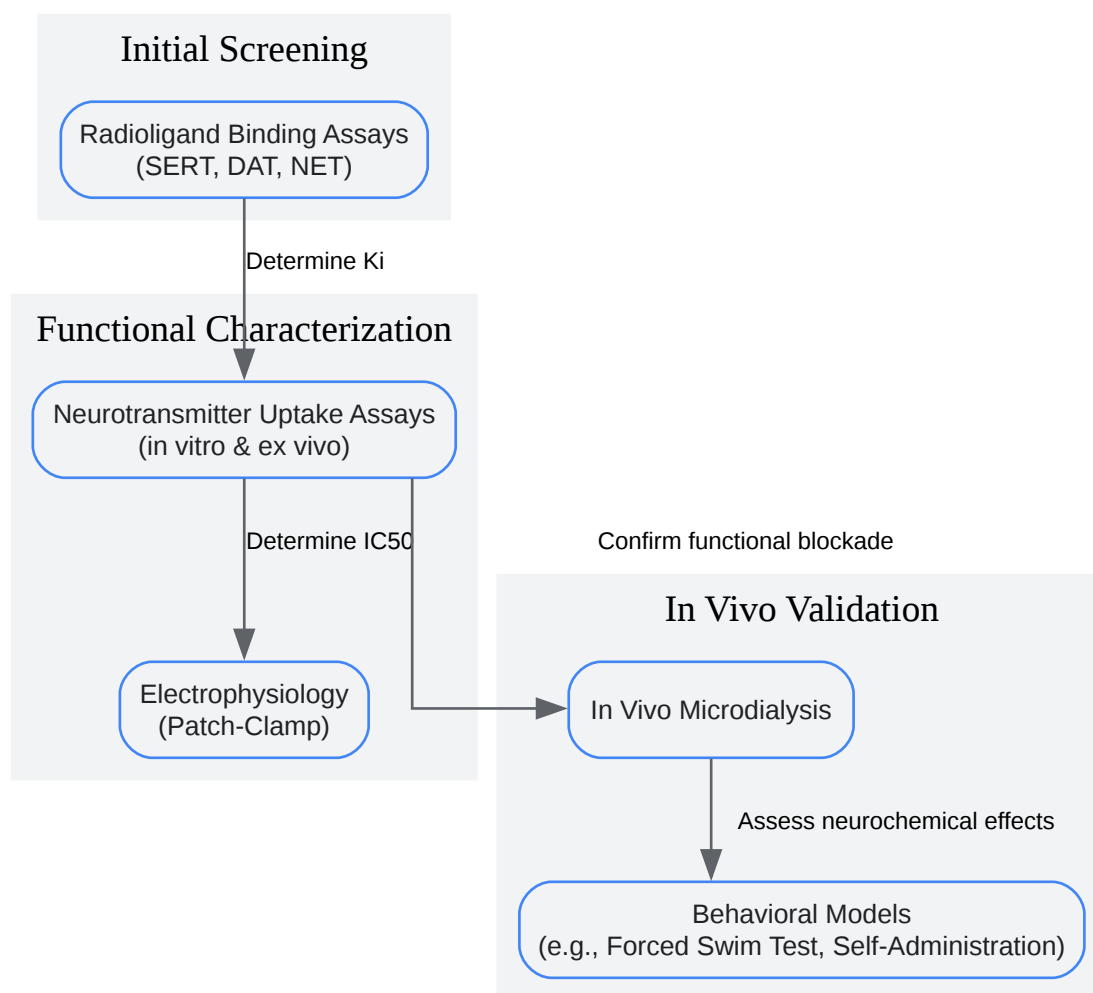 Initial Screening
Radioligand Binding Assays
(SERT, DAT, NET)
Determine Ki
Functional Characterization
Neurotransmitter Uptake Assays
(in vitro & ex vivo)
Determine IC50
Confirm functional blockade
In Vivo Validation
Electrophysiology
(Patch-Clamp)
In Vivo Microdialysis
Assess neurochemical effects
Behavioral Models
(e.g., Forced Swim Test, Self-Administration)